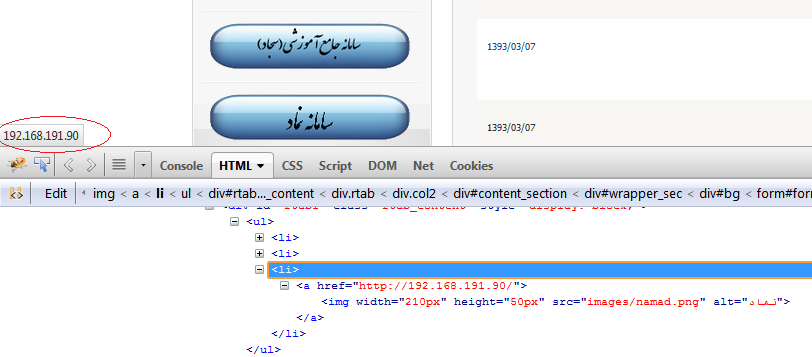 سامانه جامع آموزشی(سجاد)
1393/03/07
سامانه نماد
1393/03/07
192.168.191.90
Console HTML CSS Script DOM Net Cookies
Edit img < a < li < ul < div#rtab..._content < div.rtab < div.col2 < div#content_section < div#wrapper_sec < div#bg < form#for
<ul>
<li>
<li>
<li>
<a href="http://192.168.191.90/">
<img width="210px" height="50px" src="images/namad.png" alt="نماد">
</a>
</li>
</ul>